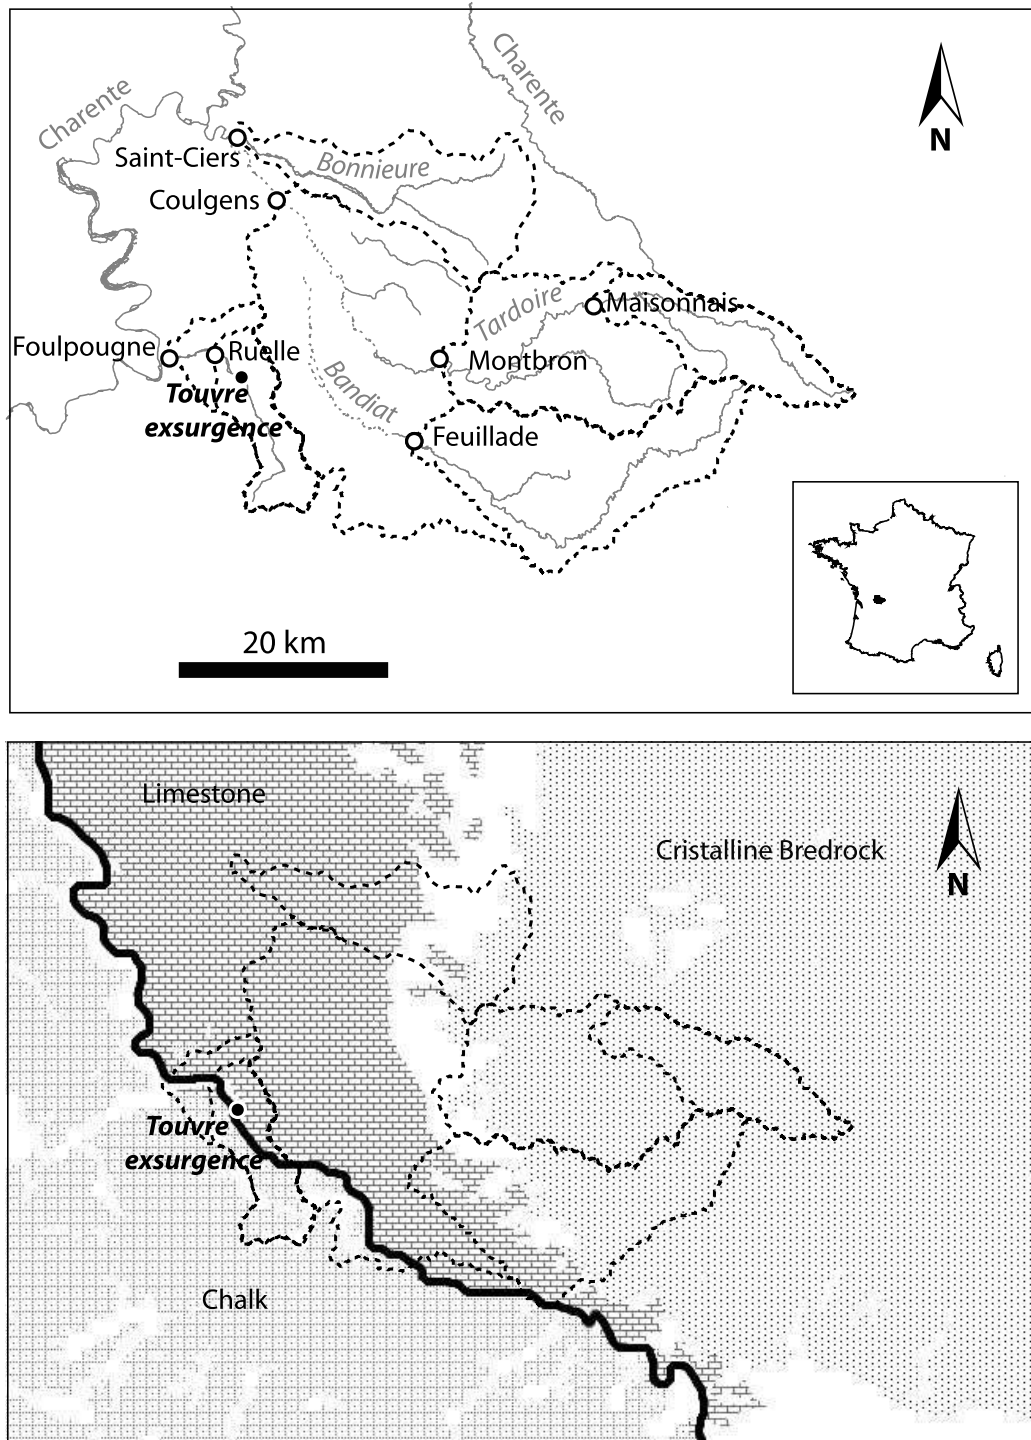 Charente
Charente
N
Saint-Ciers
Bonnieure
Coulgens
Tardoire
Maisonnais
Foulpougne
Ruelle
Montbron
Touvre
exsurgence
Bandiat
Feuillade
20 km
Limestone
Cristalline Bredrock
N
Touvre
exsurgence
Chalk